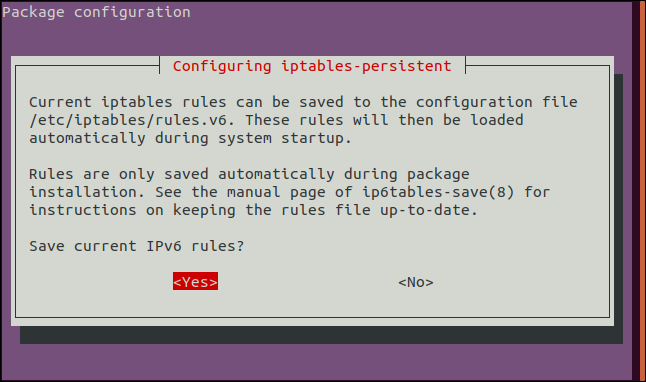 Package configuration
Configuring iptables-persistent
Current iptables rules can be saved to the configuration file
/etc/iptables/rules.v6. These rules will then be loaded
automatically during system startup.
Rules are only saved automatically during package
installation. See the manual page of ip6tables-save(8) for
instructions on keeping the rules file up-to-date.
Save current IPv6 rules?
<Yes> <No>